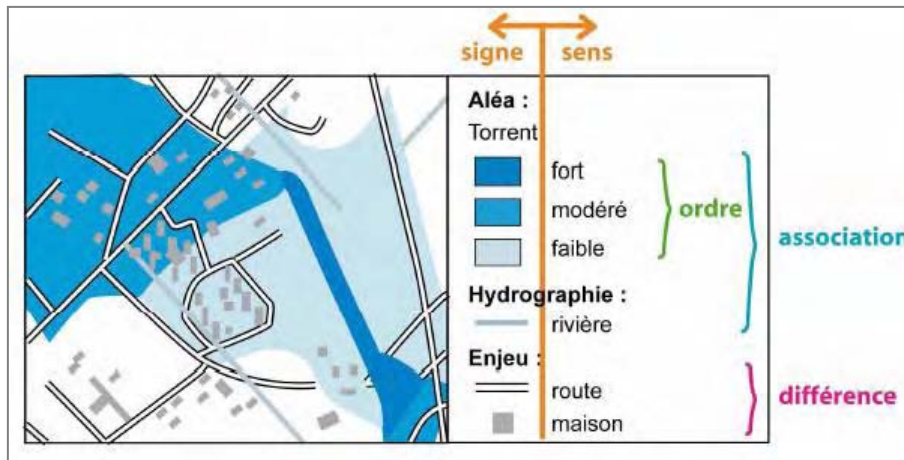 signe sens
Aléa :
Torrent
fort
modéré
ordre
faible
association
Hydrographie :
rivière
Enjeu :
route
différence
maison